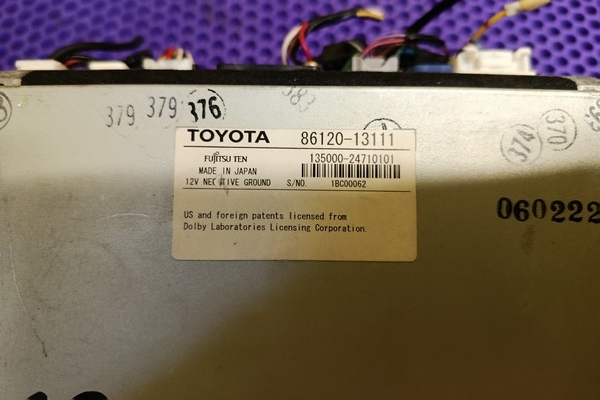 379 379 376
383
TOYOTA 86120-13111
FUJITSU TEN 135000-24710101
MADE IN JAPAN
12V NEGATIVE GROUND S/NO. 1BC00062
US and foreign patents licensed from
Dolby Laboratories Licensing Corporation.
374 370
393
060222